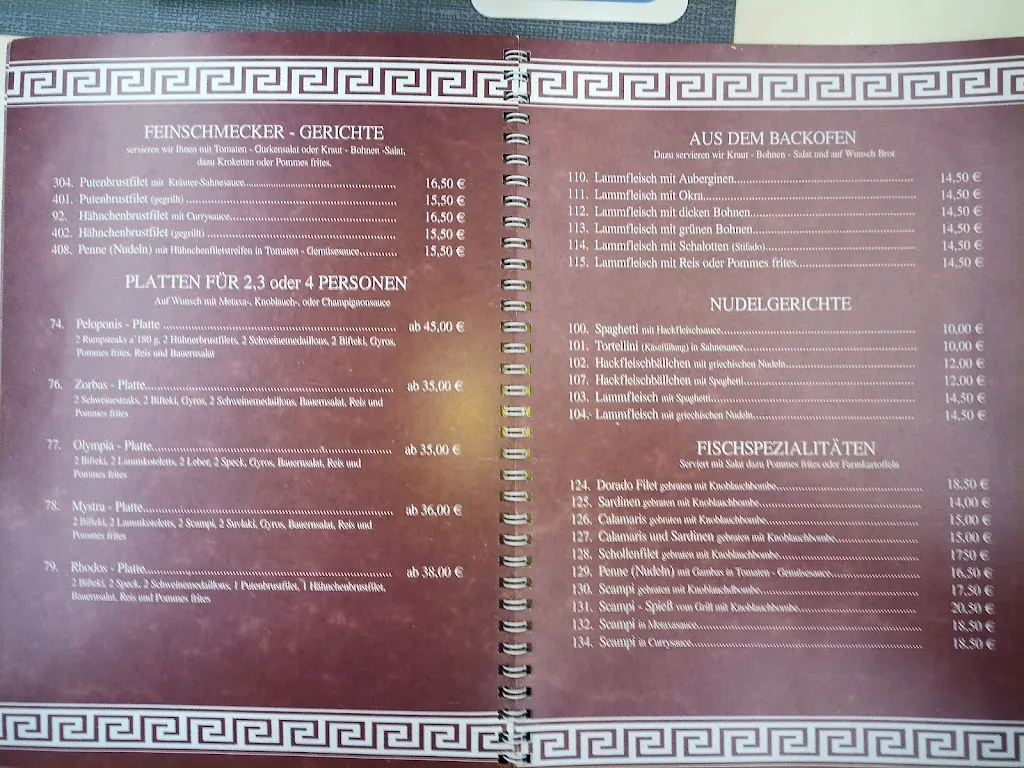 FEINSCHMECKER - GERICHTE
servieren wir Ihnen mit Tomaten - Gurkensalat oder Kraut - Bohnen -Salat,
dazu Kroketten oder Pommes frites.
304. Putenbrustfilet mit Kräuter-Sahnesauce 16,50 €
401. Putenbrustfilet (gegrillt) 15,50 €
92. Hähnchenbrustfilet mit Currysauce 16,50 €
402. Hähnchenbrustfilet (gegrillt) 15,50 €
408. Penne (Nudeln) mit Hühnchenfiletstreifen in Tomaten - Gemüsesauce 15,50 €
PLATTEN FÜR 2,3 oder 4 PERSONEN
Auf Wunsch mit Metaxa-, Knoblauch-, oder Champignonsauce
74. Peloponis - Platte ab 45,00 €
2 Rumpsteaks a`180 g, 2 Hühnerbrustfilets, 2 Schweinemedaillons, 2 Bifteki, Gyros,
Pommes frites, Reis und Bauernsalat
76. Zorbas - Platte ab 35,00 €
2 Schweinesteaks, 2 Bifteki, Gyros, 2 Schweinemedaillons, Bauernsalat, Reis und
Pommes frites
77. Olympia - Platte ab 35,00 €
2 Bifteki, 2 Lammkoteletts, 2 Leber, 2 Speck, Gyros, Bauernsalat, Reis und
Pommes frites
78. Mystra - Platte ab 36,00 €
2 Bifteki, 2 Lammkoteletts, 2 Scampi, 2 Suvlaki, Gyros, Bauernsalat, Reis und
Pommes frites
79. Rhodos - Platte ab 38,00 €
2 Bifteki, 2 Speck, 2 Schweinemedaillons, 1 Putenbrustfilet, 1 Hähnchenbrustfilet,
Bauernsalat, Reis und Pommes frites
AUS DEM BACKOFEN
Dazu servieren wir Kraut - Bohnen - Salat und auf Wunsch Brot
110. Lammfleisch mit Auberginen 14,50 €
111. Lammfleisch mit Okra 14,50 €
112. Lammfleisch mit dicken Bohnen 14,50 €
113. Lammfleisch mit grünen Bohnen 14,50 €
114. Lammfleisch mit Schalotten (Stifado) 14,50 €
115. Lammfleisch mit Reis oder Pommes frites 14,50 €
NUDELGERICHTE
100. Spaghetti mit Hackfleischsauce 10,00 €
101. Tortellini (Käsefüllung) in Sahnesauce 10,00 €
102. Hackfleischbällchen mit griechischen Nudeln 12,00 €
107. Hackfleischbällchen mit Spaghetti 12,00 €
103. Lammfleisch mit Spaghetti 14,50 €
104. Lammfleisch mit griechischen Nudeln 14,50 €
FISCHSPEZIALITÄTEN
Serviert mit Salat dazu Pommes frites oder Farmkartoffeln
124. Dorado Filet gebraten mit Knoblauchbombe 18,50 €
125. Sardinen gebraten mit Knoblauchbombe 14,00 €
126. Calamaris gebraten mit Knoblauchbombe 15,00 €
127. Calamaris und Sardinen gebraten mit Knoblauchbombe 15,00 €
128. Schollenfilet gebraten mit Knoblauchbombe 1750 €
129. Penne (Nudeln) mit Gambas in Tomaten - Gemüsesauce 16,50 €
130. Scampi gebraten mit Knoblauchbombe 17,50 €
131. Scampi - Spieß vom Grill mit Knoblauchbombe 20,50 €
132. Scampi in Metaxasauce 18,50 €
134. Scampi in Currysauce 18,50 €